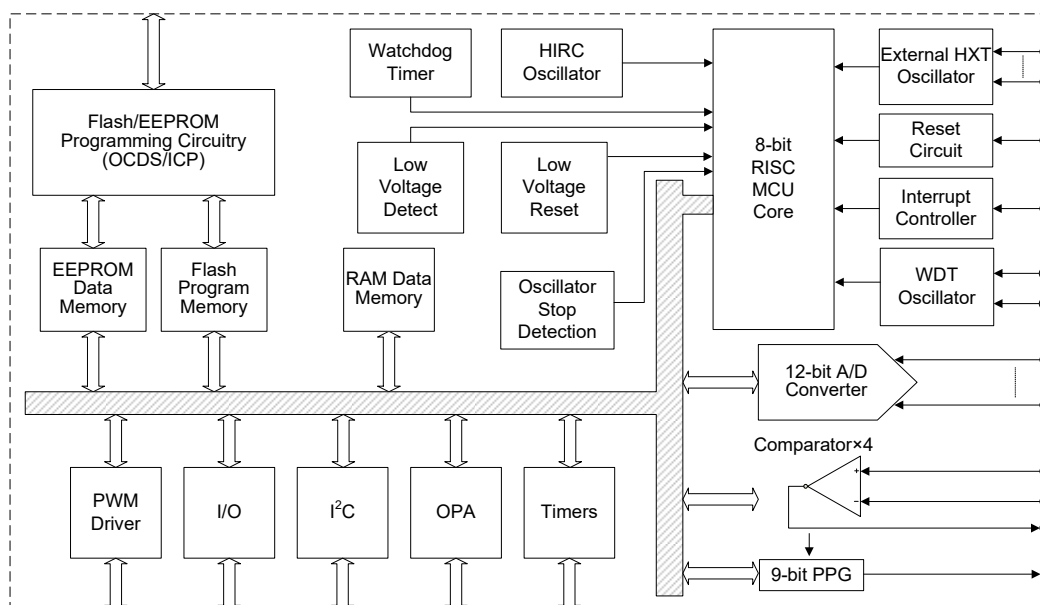 Watchdog
Timer
HIRC
Oscillator
External HXT
Oscillator
Flash/EEPROM
Programming Circuitry
(OCDS/ICP)
8-bit
RISC
MCU
Core
Reset
Circuit
Low
Voltage
Detect
Low
Voltage
Reset
Interrupt
Controller
EEPROM
Data
Memory
Flash
Program
Memory
RAM Data
Memory
Oscillator
Stop
Detection
WDT
Oscillator
12-bit A/D
Converter
Comparator×4
+
−
PWM
Driver
I/O
I²C
OPA
Timers
9-bit PPG